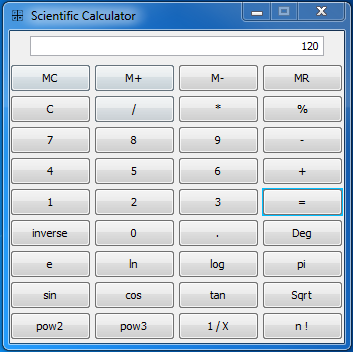 Scientific Calculator
120
MC M+ M- MR
C / * %
7 8 9 -
4 5 6 +
1 2 3 =
inverse 0 . Deg
e ln log pi
sin cos tan Sqrt
pow2 pow3 1 / X n !